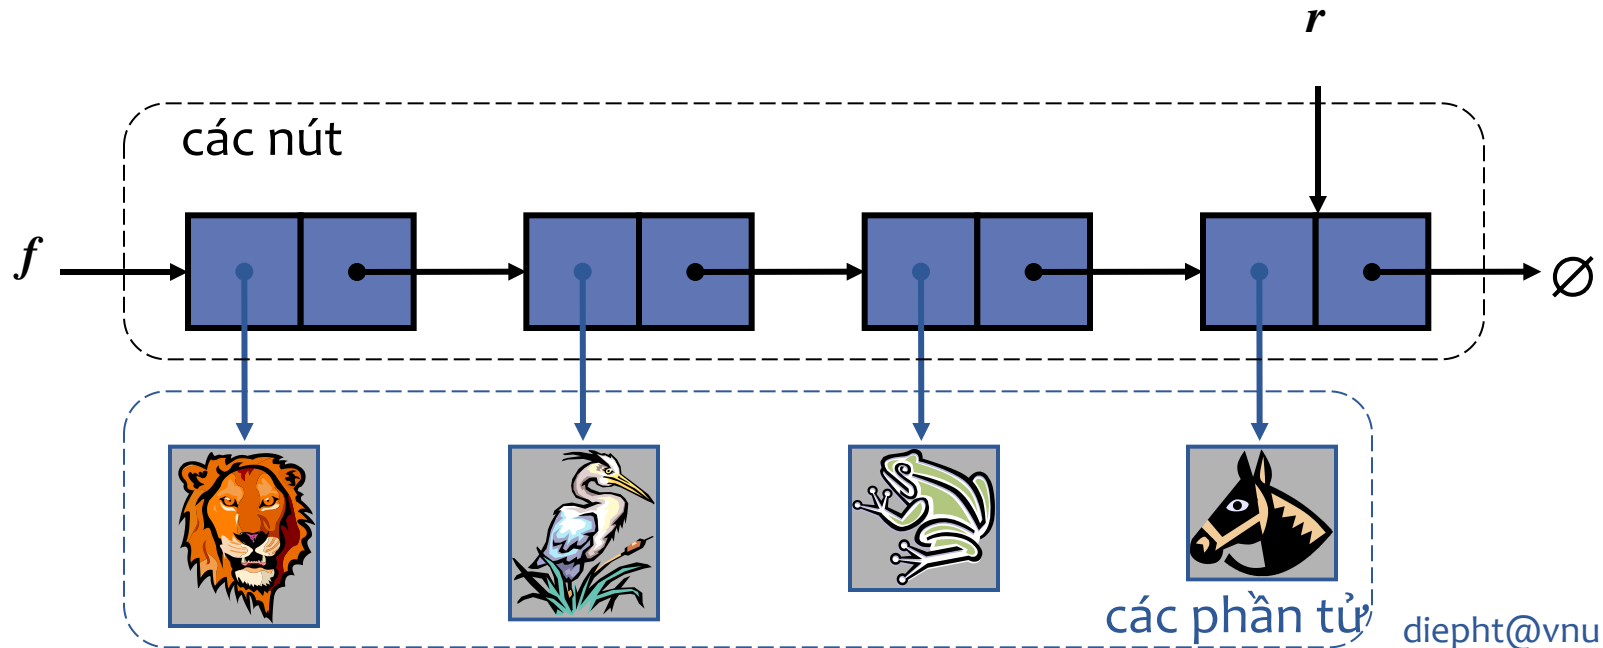 r
các nút
f
∅
các phần tử
diepht@vnu